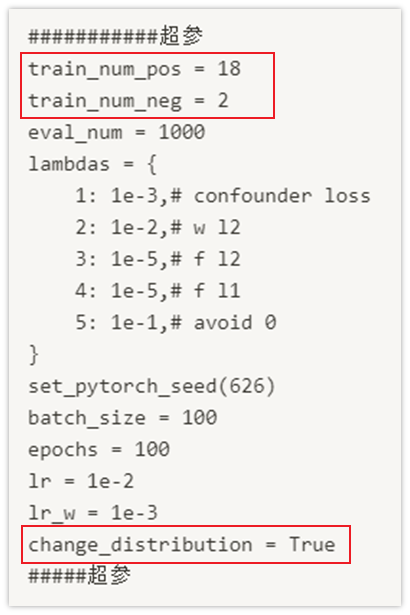 ###########超参
train_num_pos = 18
train_num_neg = 2
eval_num = 1000
lambdas = {
    1: 1e-3,# confounder loss
    2: 1e-2,# w l2
    3: 1e-5,# f l2
    4: 1e-5,# f l1
    5: 1e-1,# avoid 0
}
set_pytorch_seed(626)
batch_size = 100
epochs = 100
lr = 1e-2
lr_w = 1e-3
change_distribution = True
#####超参